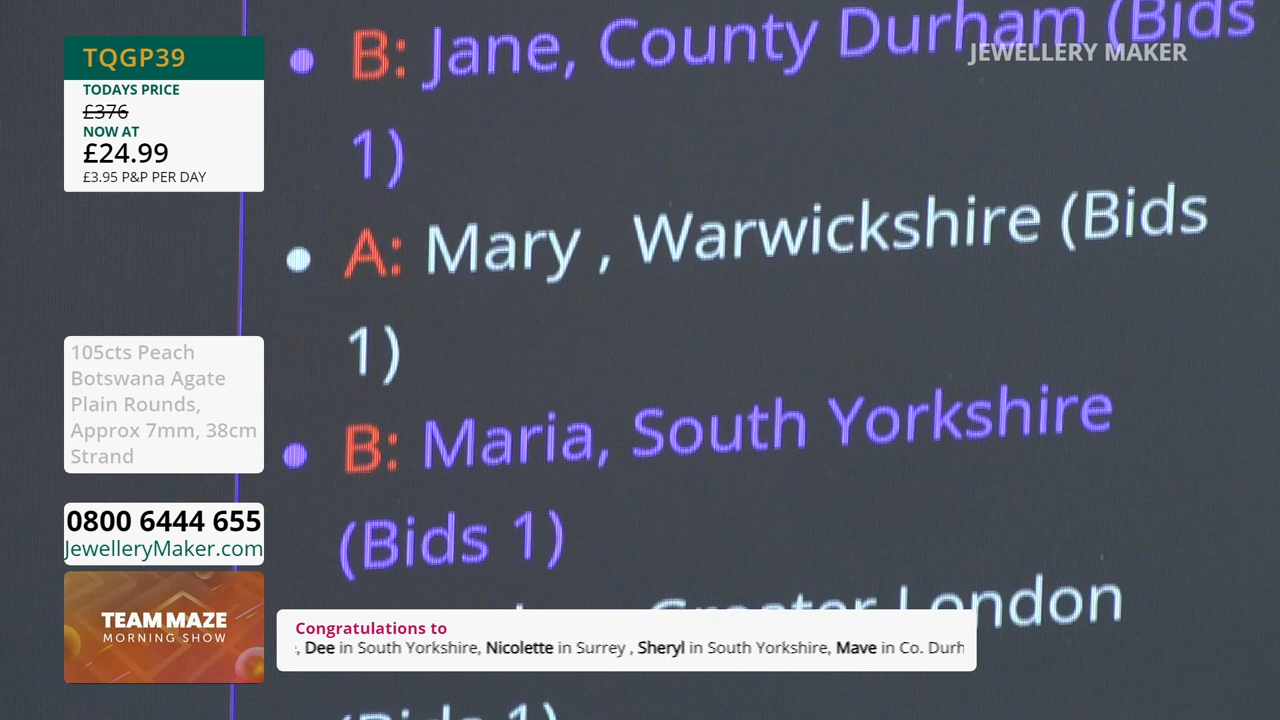 TQGP39
TODAYS PRICE
£376
NOW AT
£24.99
£3.95 P&P PER DAY
JEWELLERY MAKER
B: Jane, County Durham (Bids
1)
A: Mary , Warwickshire (Bids
1)
B: Maria, South Yorkshire
(Bids 1)
Greater London
(Bids 1)
105cts Peach
Botswana Agate
Plain Rounds,
Approx 7mm, 38cm
Strand
0800 6444 655
JewelleryMaker.com
TEAM MAZE
MORNING SHOW
Congratulations to
, Dee in South Yorkshire, Nicolette in Surrey , Sheryl in South Yorkshire, Mave in Co. Durh